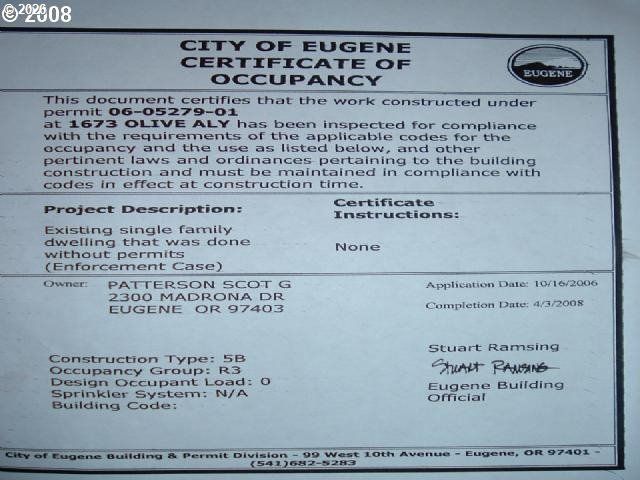 © 2008
CITY OF EUGENE
CERTIFICATE OF
OCCUPANCY
EUGENE
This document certifies that the work constructed under
permit 06-05279-01
at 1673 OLIVE ALY has been inspected for compliance
with the requirements of the applicable codes for the
occupancy and the use as listed below, and other
pertinent laws and ordinances pertaining to the building
construction and must be maintained in compliance with
codes in effect at construction time.
Project Description:
Existing single family
dwelling that was done
without permits
(Enforcement Case)
Certificate
Instructions:
None
Owner: PATTERSON SCOT G
2300 MADRONA DR
EUGENE OR 97403
Application Date: 10/16/2006
Completion Date: 4/3/2008
Construction Type: 5B
Occupancy Group: R3
Design Occupant Load: 0
Sprinkler System: N/A
Building Code:
Stuart Ramsing
Stuart Ramsing
Eugene Building
Official
City of Eugene Building & Permit Division - 99 West 10th Avenue - Eugene, OR 97401 -
(541)682-5283